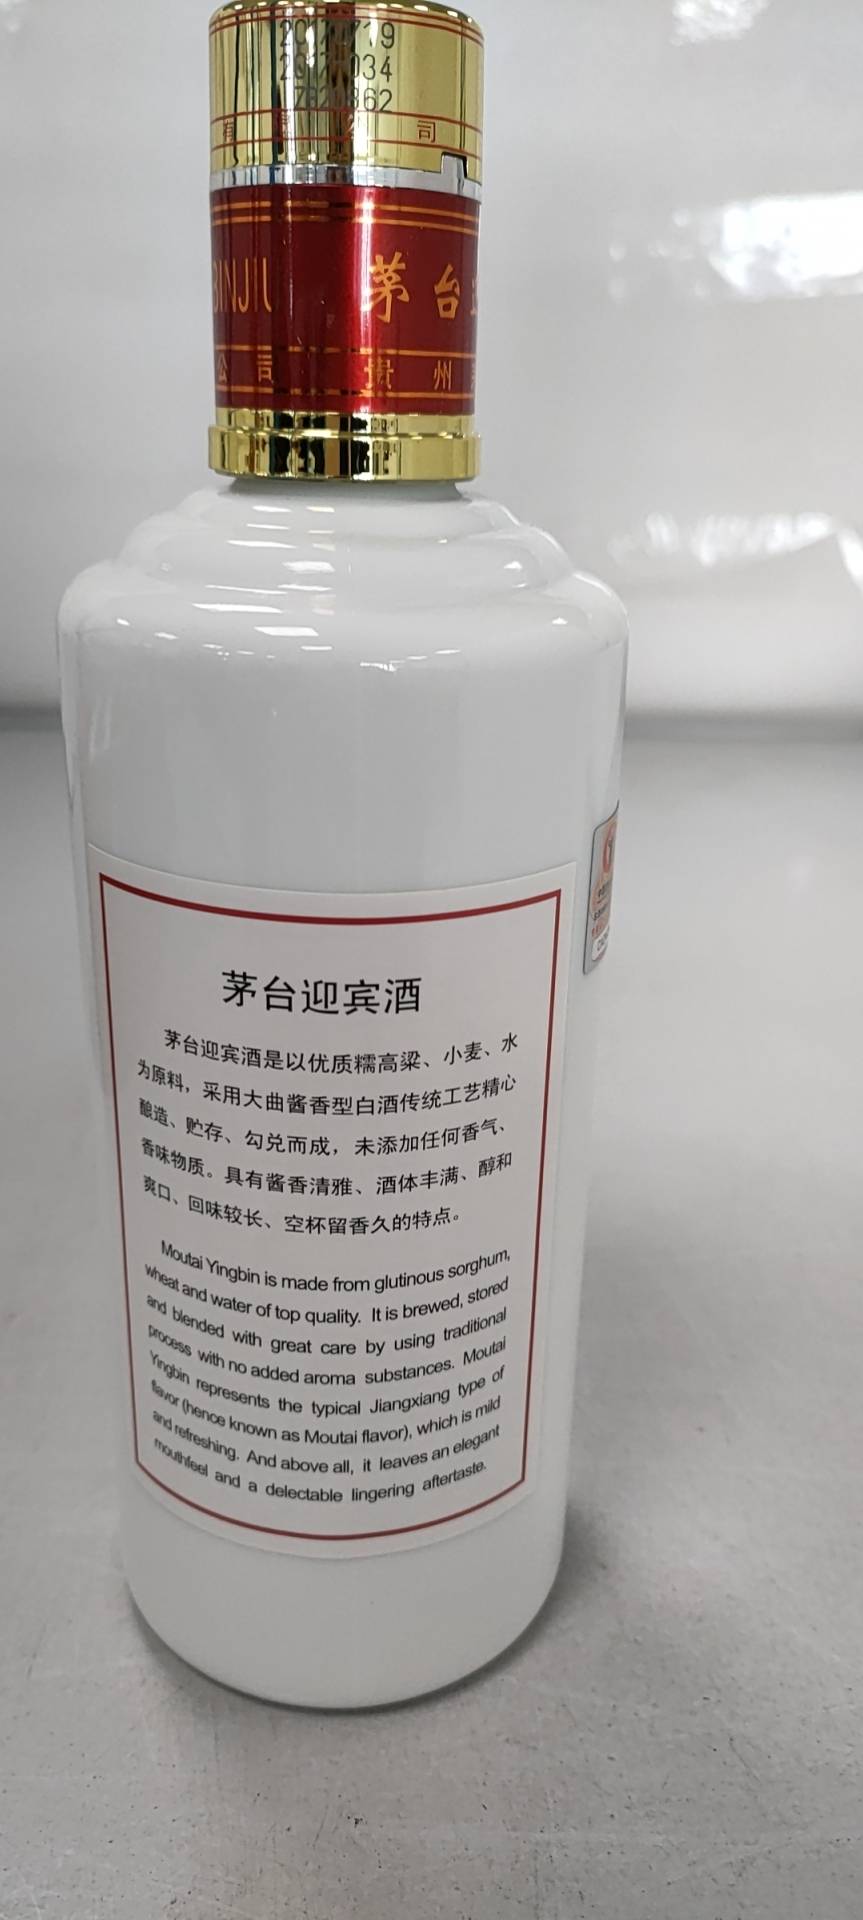 有 公 司
BINJIU 茅台
公司 贵州
茅台迎宾酒
茅台迎宾酒是以优质糯高粱、小麦、水
为原料，采用大曲酱香型白酒传统工艺精心
酿造、贮存、勾兑而成，未添加任何香气、
香味物质。具有酱香清雅、酒体丰满、醇和
爽口、回味较长、空杯留香久的特点。
Moutai Yingbin is made from glutinous sorghum,
wheat and water of top quality. It is brewed, stored
and blended with great care by using traditional
process with no added aroma substances. Moutai
Yingbin represents the typical Jiangxiang type of
flavor (hence known as Moutai flavor), which is mild
and refreshing. And above all, it leaves an elegant
mouthfeel and a delectable lingering aftertaste.